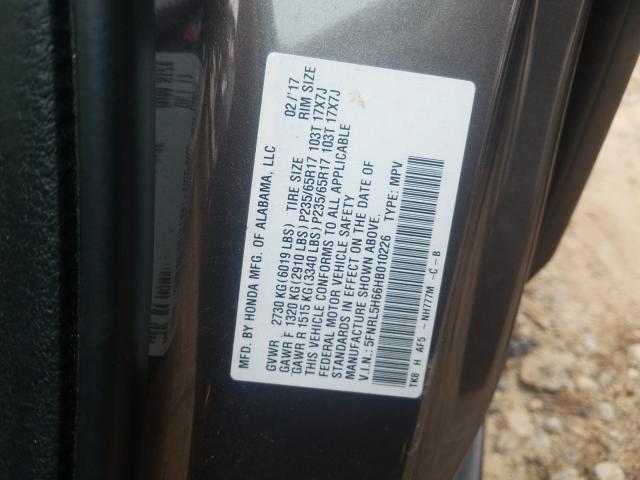 MFD. BY HONDA MFG. OF ALABAMA, LLC 02/'17
GVWR 2730 KG (6019 LBS) TIRE SIZE RIM SIZE
GAWR F 1320 KG (2910 LBS) P235/65R17 103T 17X7J
GAWR R 1515 KG (3340 LBS) P235/65R17 103T 17X7J
THIS VEHICLE CONFORMS TO ALL APPLICABLE
FEDERAL MOTOR VEHICLE SAFETY
STANDARDS IN EFFECT ON THE DATE OF
MANUFACTURE SHOWN ABOVE.
V.I.N.: 5FNRL5H66HB010226 TYPE: MPV
TK8 H AF5 - NH777M -C-B